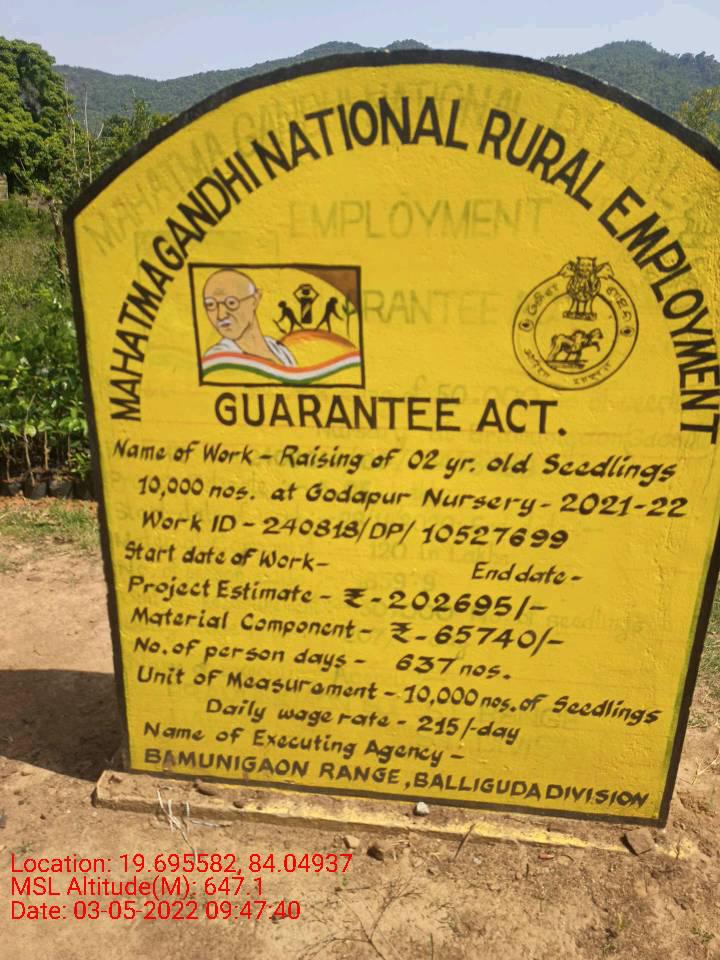 MAHATMA GANDHI NATIONAL RURAL EMPLOYMENT
GUARANTEE ACT.
Name of Work - Raising of 02 yr. old Seedlings
10,000 nos. at Godapur Nursery - 2021-22
Work ID - 240818/DP/10527699
Start date of Work- End date -
Project Estimate - ₹-202695/-
Material Component - ₹-65740/-
No. of person days - 637 nos.
Unit of Measurement - 10,000 nos. of Seedlings
Daily wage rate - 215/-day
Name of Executing Agency -
BAMUNIGAON RANGE, BALLIGUDA DIVISION
Location: 19.695582, 84.04937
MSL Altitude(M): 647.1
Date: 03-05-2022 09:47:40